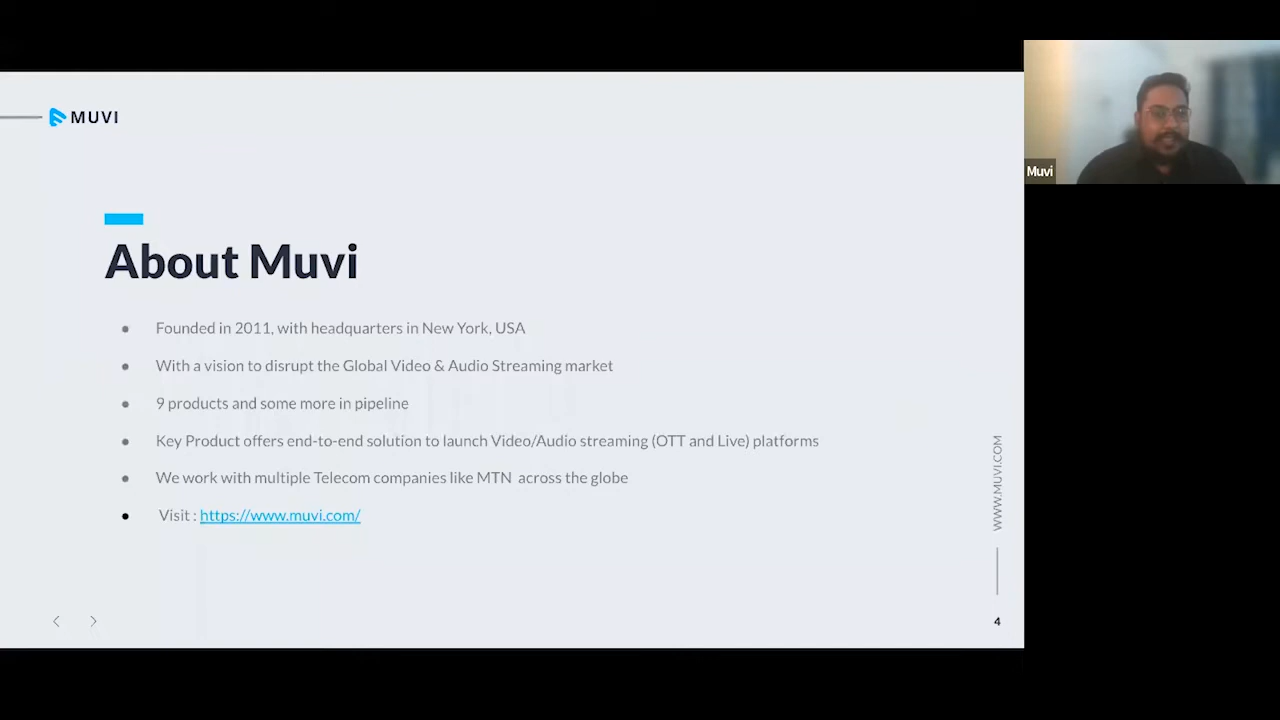 MUVI
Muvi
About Muvi
Founded in 2011, with headquarters in New York, USA
With a vision to disrupt the Global Video & Audio Streaming market
9 products and some more in pipeline
Key Product offers end-to-end solution to launch Video/Audio streaming (OTT and Live) platforms
We work with multiple Telecom companies like MTN across the globe
Visit : https://www.muvi.com/
WWW.MUVI.COM
4